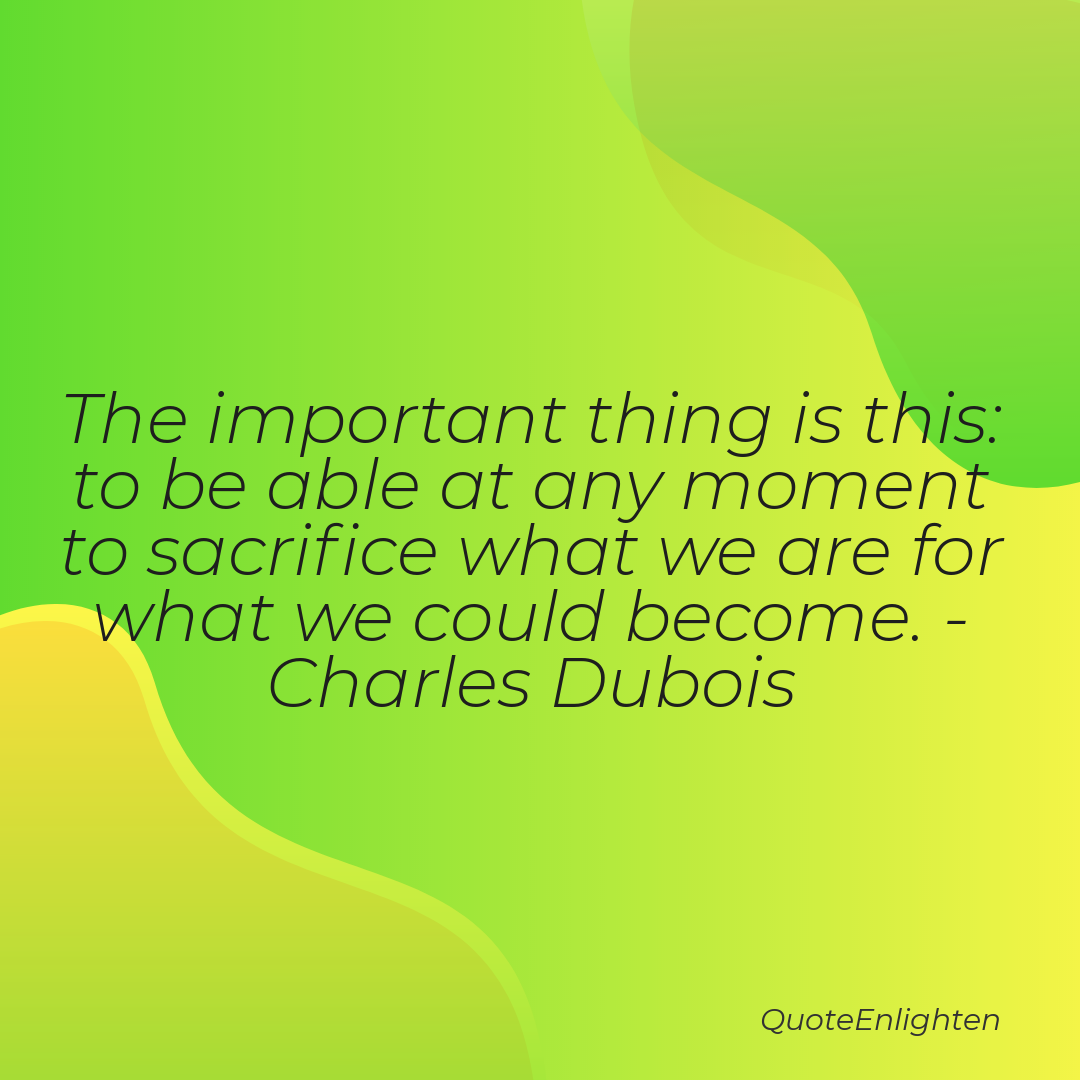 The important thing is this:
to be able at any moment
to sacrifice what we are for
what we could become. -
Charles Dubois
QuoteEnlighten